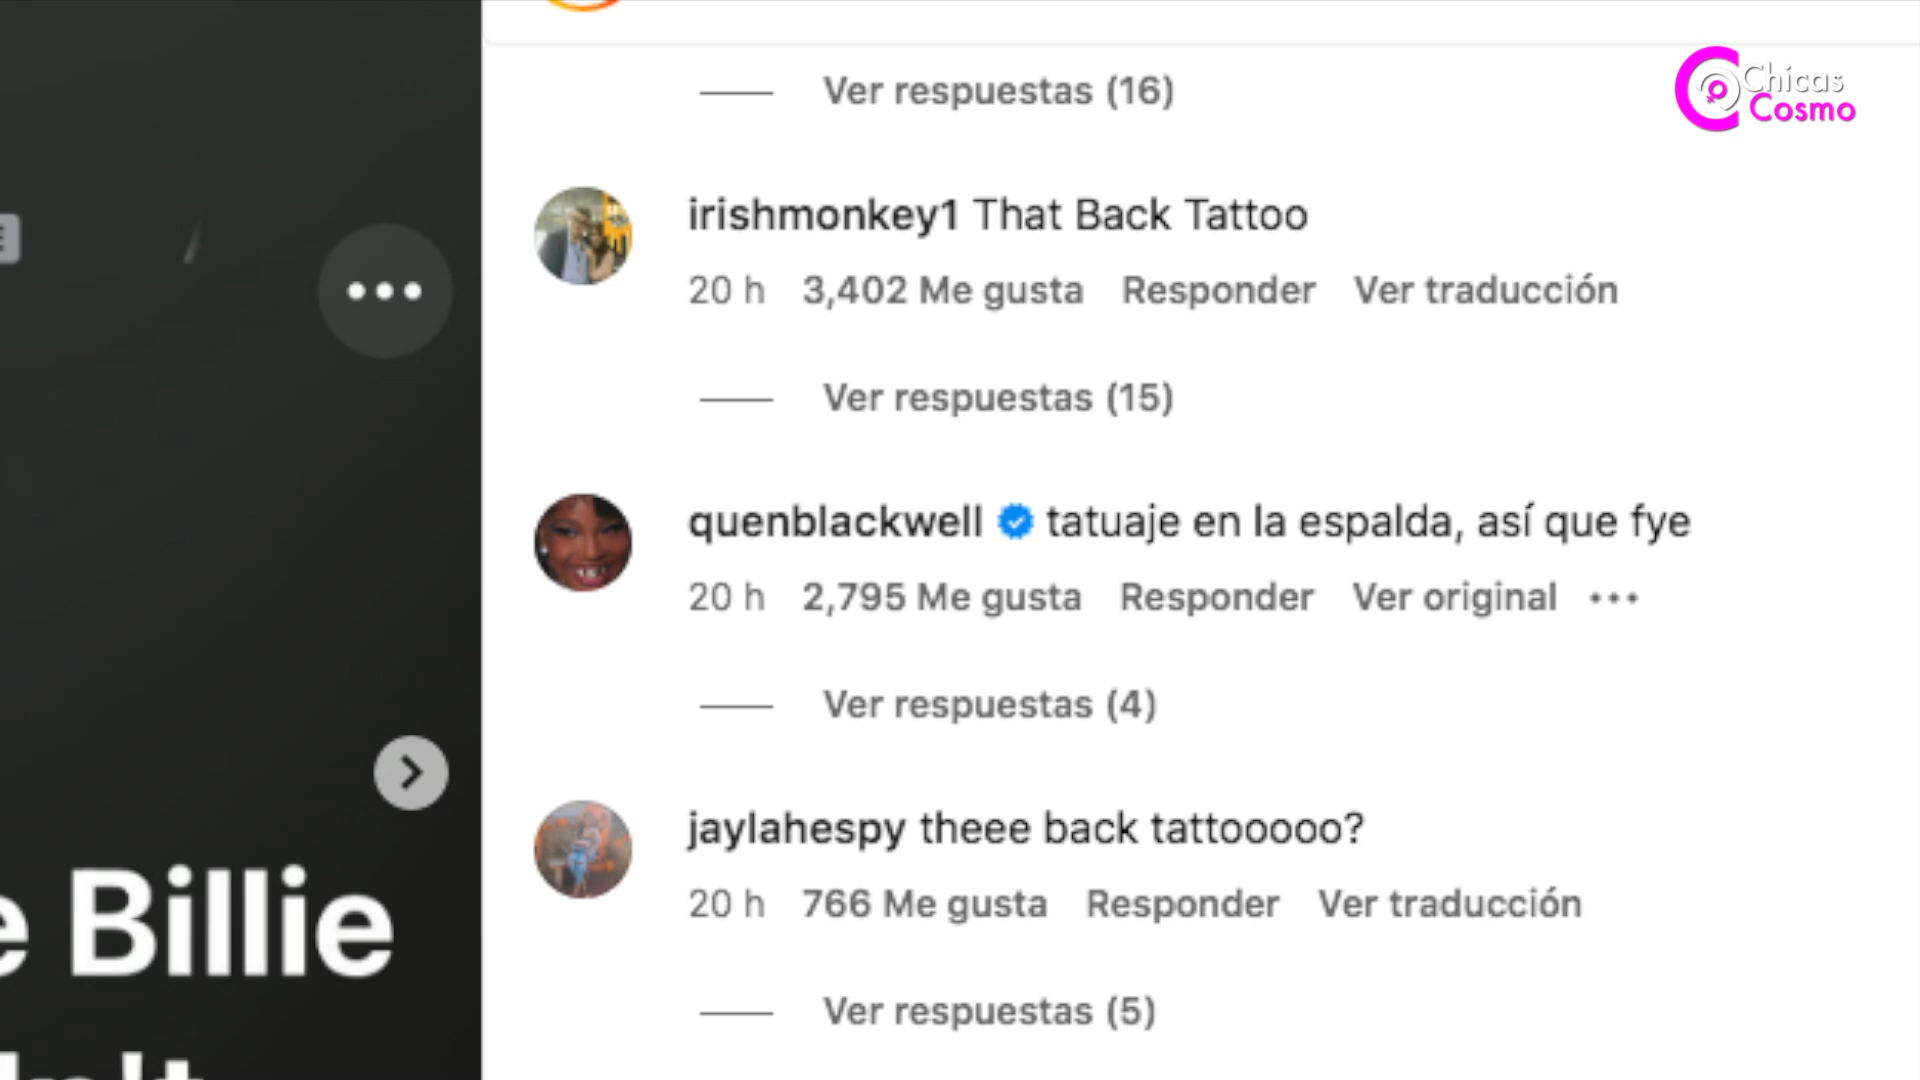 Ver respuestas (16)
Chicas
Cosmo
irishmonkey1 That Back Tattoo
20 h 3,402 Me gusta Responder Ver traducción
Ver respuestas (15)
quenblackwell tatuaje en la espalda, así que fye
20 h 2,795 Me gusta Responder Ver original
Ver respuestas (4)
jaylahespy theee back tattooooo?
20 h 766 Me gusta Responder Ver traducción
Ver respuestas (5)
e Billie